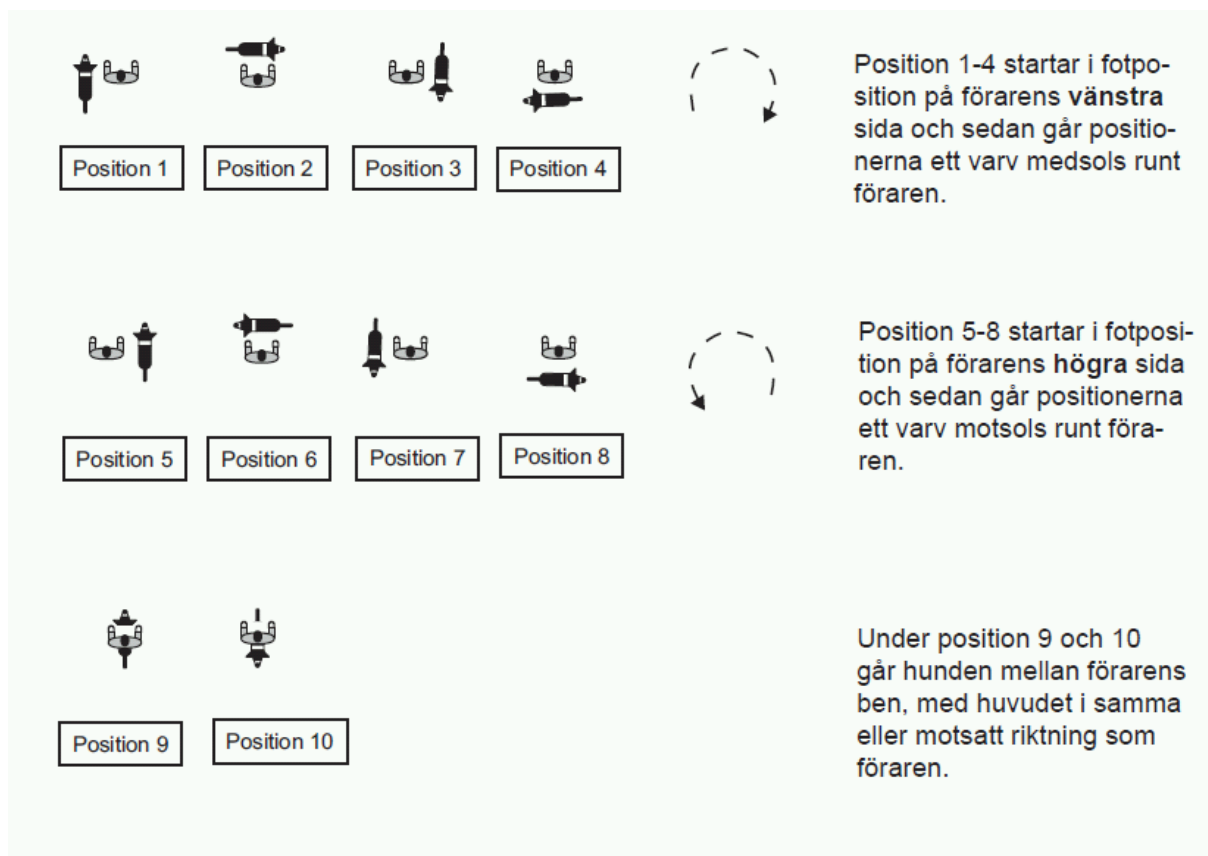 Position 1-4 startar i fotpo-
sition på förarens vänstra
sida och sedan går positio-
nerna ett varv medsols runt
föraren.
Position 1
Position 2
Position 3
Position 4
Position 5-8 startar i fotposi-
tion på förarens högra sida
och sedan går positionerna
ett varv motsols runt föra-
ren.
Position 5
Position 6
Position 7
Position 8
Under position 9 och 10
går hunden mellan förarens
ben, med huvudet i samma
eller motsatt riktning som
föraren.
Position 9
Position 10